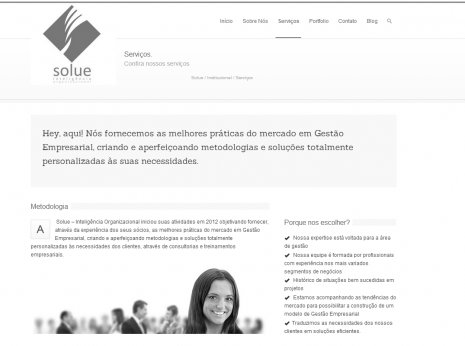 Início Sobre Nós Serviços Portfolio Contato Blog
solue
inteligência
Serviços.
Confira nossos serviços
Solue / Institucional / Serviços
Hey, aqui! Nós fornecemos as melhores práticas do mercado em Gestão
Empresarial, criando e aperfeiçoando metodologias e soluções totalmente
personalizadas às suas necesidades.
Metodologia
A Solue – Inteligência Organizacional iniciou suas atividades em 2012 objetivando fornecer,
através da experiência dos seus sócios, as melhores práticas do mercado em Gestão
Empresarial, criando e aperfeiçoando metodologias e soluções totalmente
personalizadas às necessidades dos clientes, através de consultorias e treinamentos
empresariais.
Porque nos escolher?
Nossa expertise está voltada para a área
de gestão
Nossa equipe é formada por profissionais
com experiência nos mais variados
segmentos de negócios
Histórico de situações bem sucedidas em
projetos
Estamos acompanhando as tendências do
mercado para possibilitar a construção de um
modelo de Gestão Empresarial
Traduzimos as necessidades dos nossos
clientes em soluções eficientes.